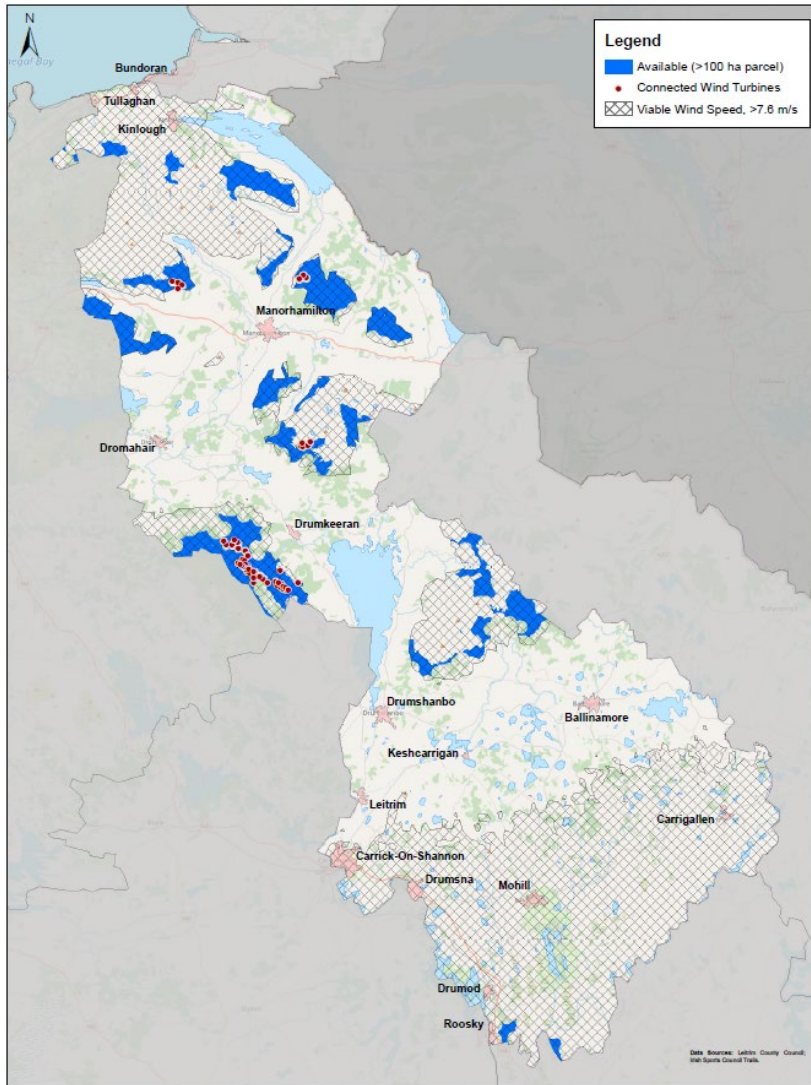 N
Legend
Available (>100 ha parcel)
Connected Wind Turbines
Viable Wind Speed, >7.6 m/s
Bundoran
Tullaghan
Kinlough
Manorhamilton
Dromahair
Drumkeeran
Drumshanbo
Ballinamore
Keshcarrigan
Leitrim
Carrigallen
Carrick-On-Shannon
Drumsna
Mohill
Drumod
Roosky
Data Sources: Leitrim County Council;
Irish Sports Council Trails.